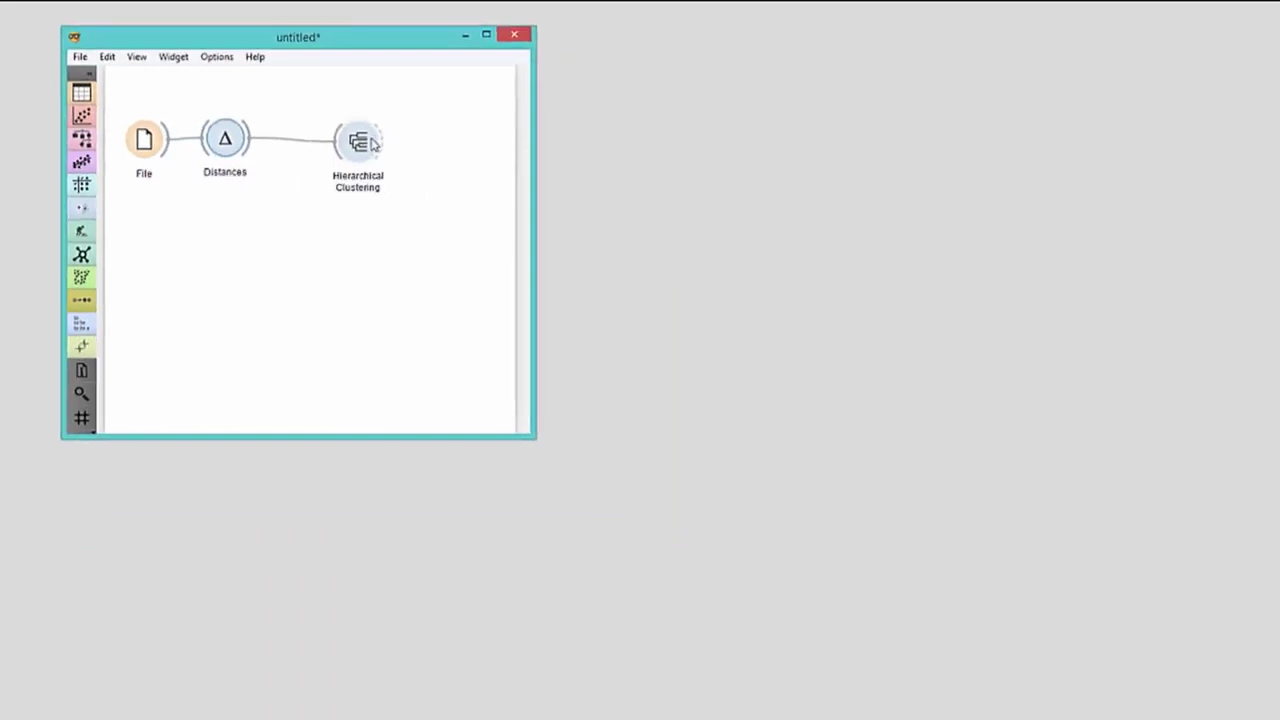 untitled*
File Edit View Widget Options Help
Δ
File
Distances
Hierarchical
Clustering